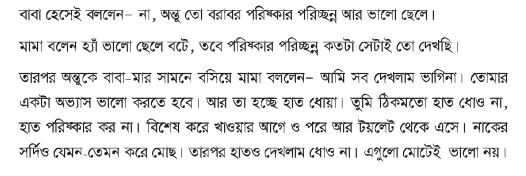 বাবা হেসেই বললেন– না, অন্তু তো বরাবর পরিষ্কার পরিচ্ছন্ন আর ভালো ছেলে।
মামা বলেন হ্যাঁ ভালো ছেলে বটে, তবে পরিষ্কার পরিচ্ছন্ন কতটা সেটাই তো দেখছি।
তারপর অন্তুকে বাবা-মার সামনে বসিয়ে মামা বললেন– আমি সব দেখলাম ভাগিনা। তোমার
একটা অভ্যাস ভালো করতে হবে। আর তা হচ্ছে হাত ধোয়া। তুমি ঠিকমতো হাত ধোও না,
হাত পরিষ্কার কর না। বিশেষ করে খাওয়ার আগে ও পরে আর টয়লেট থেকে এসে। নাকের
সর্দিও যেমন-তেমন করে মোছ। তারপর হাতও দেখলাম ধোও না। এগুলো মোটেই ভালো নয়।